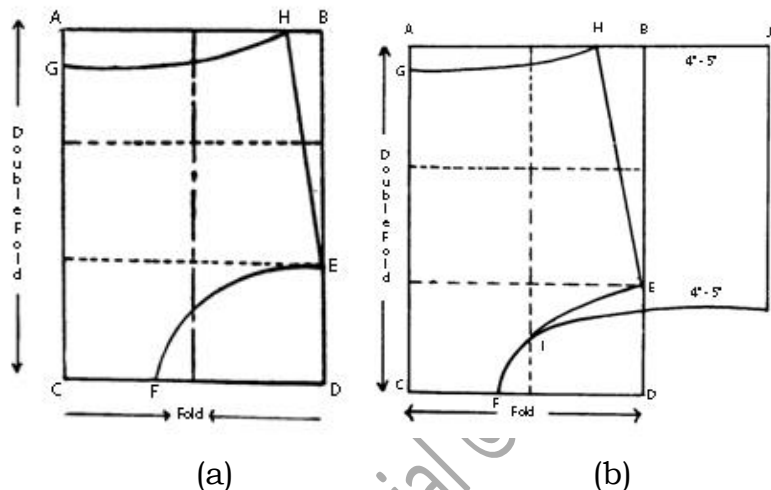 A H B
G
Double Fold
E
C F D
Fold
(a)
A H B J
G 4"- 5"
Double Fold
E
4"- 5"
I
C F D
Fold
(b)